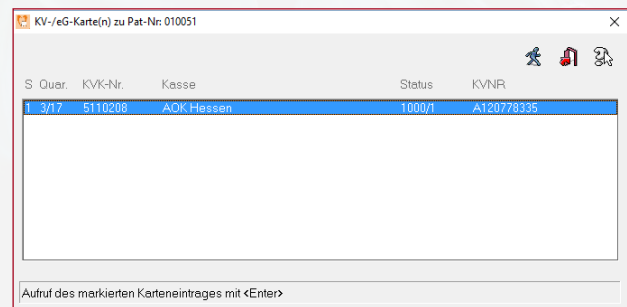 KV-/eG-Karte(n) zu Pat-Nr: 010051
S Quar. KVK-Nr. Kasse Status KVNR
1 3/17 5110208 AOK Hessen 1000/1 A120778335
Aufruf des markierten Karteneintrages mit <Enter>